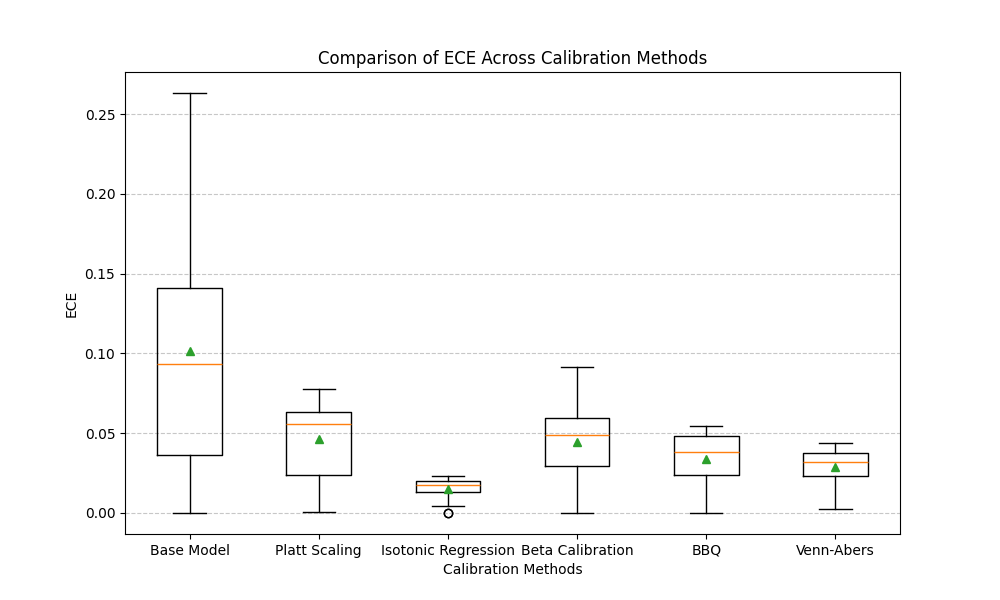 Comparison of ECE Across Calibration Methods
0.25
0.20
0.15
0.10
0.05
0.00
ECE
Base Model Platt Scaling Isotonic Regression Beta Calibration BBQ Venn-Abers
Calibration Methods